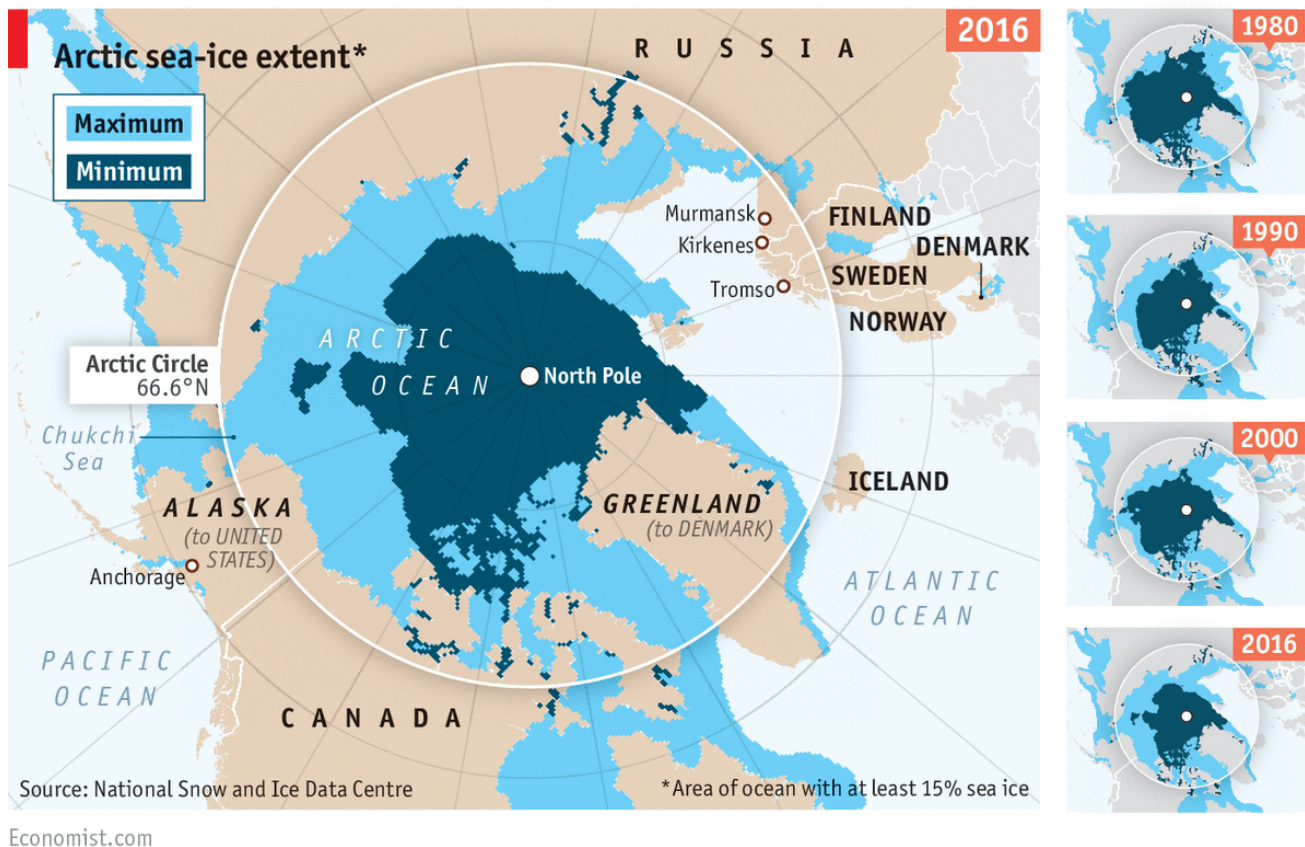 Arctic sea-ice extent*
Maximum
Minimum
2016
RUSSIA
Murmansk
Kirkenes
Tromso
FINLAND
DENMARK
SWEDEN
NORWAY
ARCTIC
OCEAN
North Pole
Arctic Circle
66.6°N
Chukchi
Sea
ALASKA
(to UNITED
STATES)
Anchorage
GREENLAND
(to DENMARK)
ICELAND
ATLANTIC
OCEAN
PACIFIC
OCEAN
CANADA
Source: National Snow and Ice Data Centre
*Area of ocean with at least 15% sea ice
1980
1990
2000
2016
Economist.com